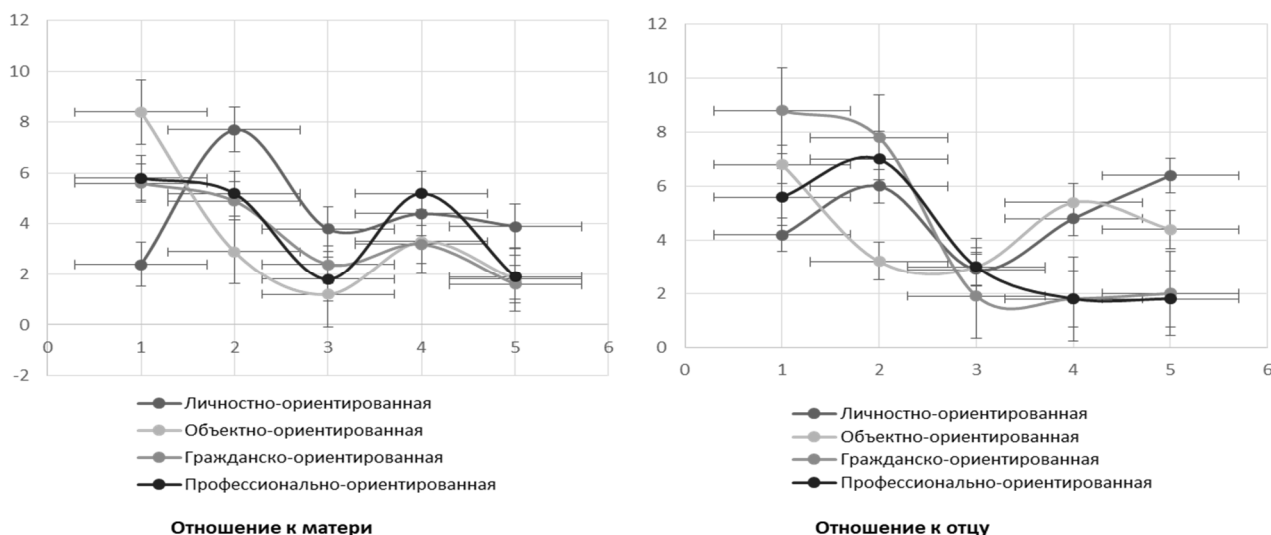 12
10
8
6
4
2
0
-2
0 1 2 3 4 5 6
Личностно-ориентированная
Объектно-ориентированная
Гражданско-ориентированная
Профессионально-ориентированная
Отношение к матери
12
10
8
6
4
2
0
0 1 2 3 4 5 6
Личностно-ориентированная
Объектно-ориентированная
Гражданско-ориентированная
Профессионально-ориентированная
Отношение к отцу